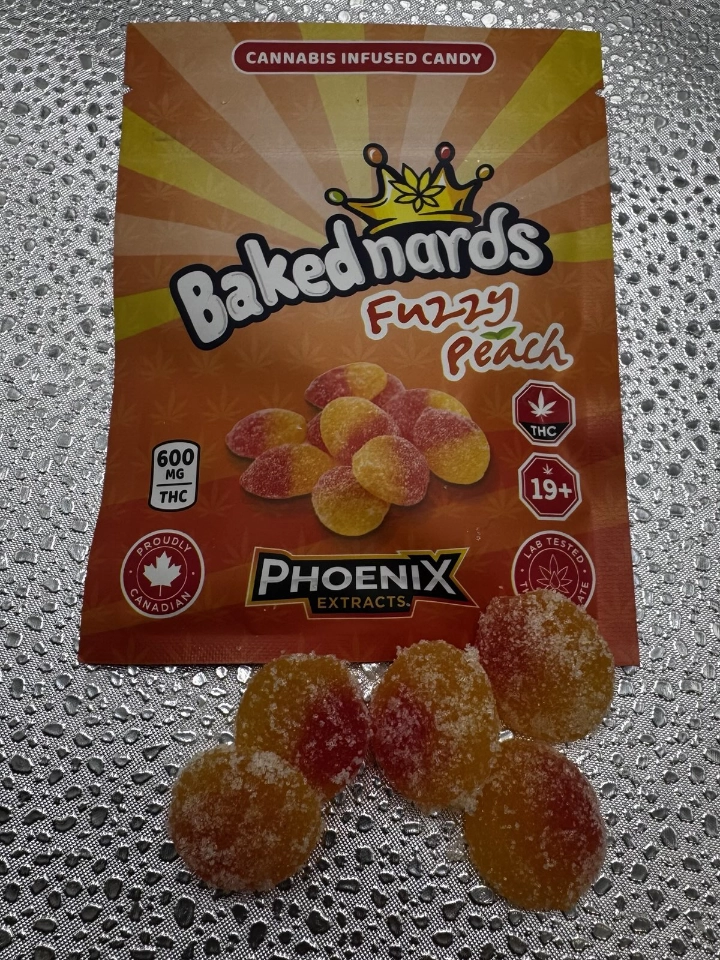 CANNABIS INFUSED CANDY
Bakednards
Fuzzy
Peach
THC
600
MG
THC
19+
PROUDLY
CANADIAN
PHOENIX
EXTRACTS
LAB TESTED